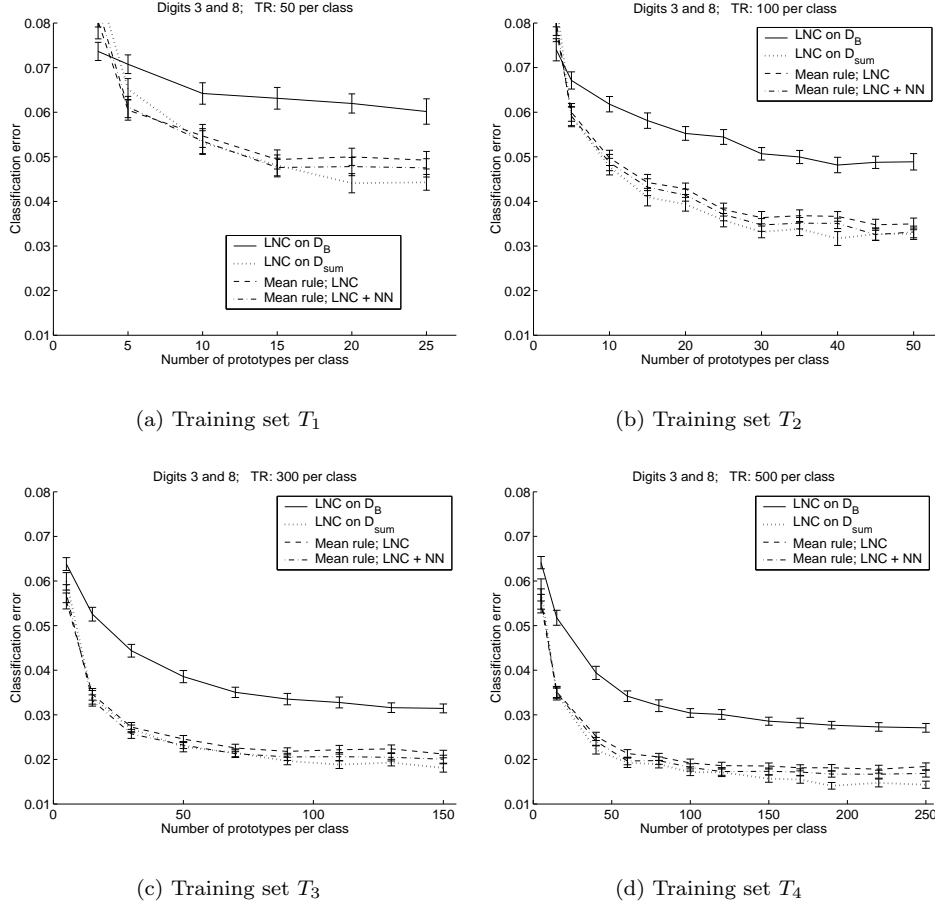 Digits 3 and 8;   TR: 50 per class
0.08
0.07
0.06
0.05
0.04
0.03
0.02
0.01
Classification error
LNC on D_B
LNC on D_sum
Mean rule; LNC
Mean rule; LNC + NN
0 5 10 15 20 25
Number of prototypes per class
(a) Training set T_1
Digits 3 and 8;   TR: 100 per class
0.08
0.07
0.06
0.05
0.04
0.03
0.02
0.01
Classification error
LNC on D_B
LNC on D_sum
Mean rule; LNC
Mean rule; LNC + NN
0 10 20 30 40 50
Number of prototypes per class
(b) Training set T_2
Digits 3 and 8;   TR: 300 per class
0.08
0.07
0.06
0.05
0.04
0.03
0.02
0.01
Classification error
LNC on D_B
LNC on D_sum
Mean rule; LNC
Mean rule; LNC + NN
0 50 100 150
Number of prototypes per class
(c) Training set T_3
Digits 3 and 8;   TR: 500 per class
0.08
0.07
0.06
0.05
0.04
0.03
0.02
0.01
Classification error
LNC on D_B
LNC on D_sum
Mean rule; LNC
Mean rule; LNC + NN
0 50 100 150 200 250
Number of prototypes per class
(d) Training set T_4